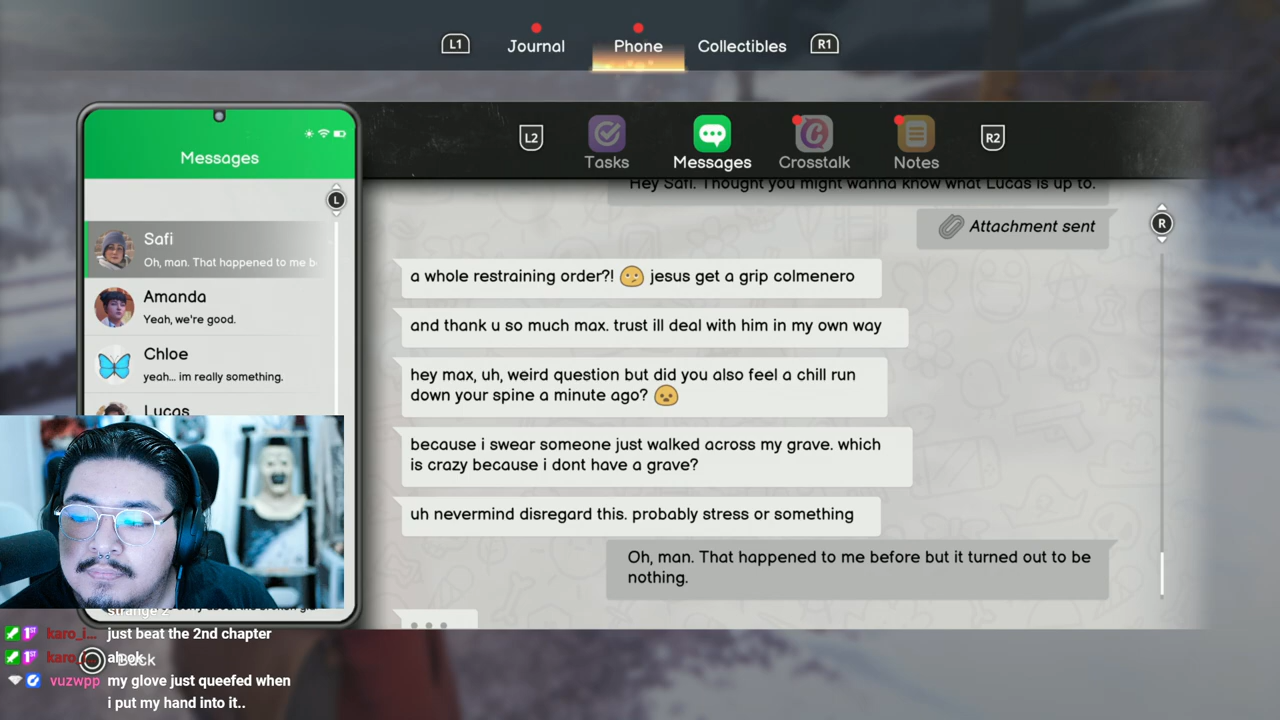 L1
Journal
Phone
Collectibles
R1
L2
Tasks
Messages
Crosstalk
Notes
R2
Messages
L
Safi
Oh, man. That happened to me b
Amanda
Yeah, we're good.
Chloe
yeah... im really something.
Lucas
Hey Safi. Thought you might wanna know what Lucas is up to.
Attachment sent
R
a whole restraining order?! 🫤 jesus get a grip colmenero
and thank u so much max. trust ill deal with him in my own way
hey max, uh, weird question but did you also feel a chill run
down your spine a minute ago? 😦
because i swear someone just walked across my grave. which
is crazy because i dont have a grave?
uh nevermind disregard this. probably stress or something
Oh, man. That happened to me before but it turned out to be
nothing.
strange 2
karo_i... just beat the 2nd chapter
Back
vuzwpp my glove just queefed when
i put my hand into it..